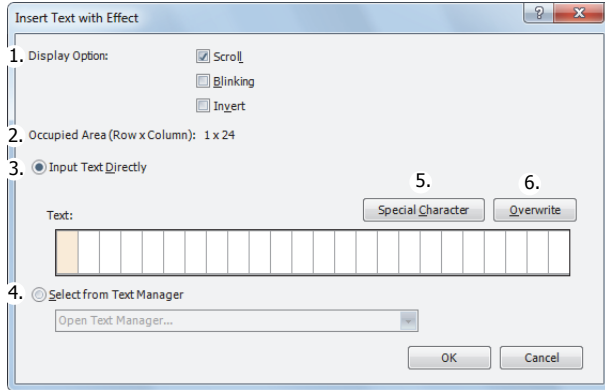 Insert Text with Effect
1. Display Option: Scroll
Blinking
Invert
2. Occupied Area (Row x Column): 1 x 24
3. Input Text Directly
5. 6.
Text: Special Character Overwrite
4. Select from Text Manager
Open Text Manager...
OK Cancel